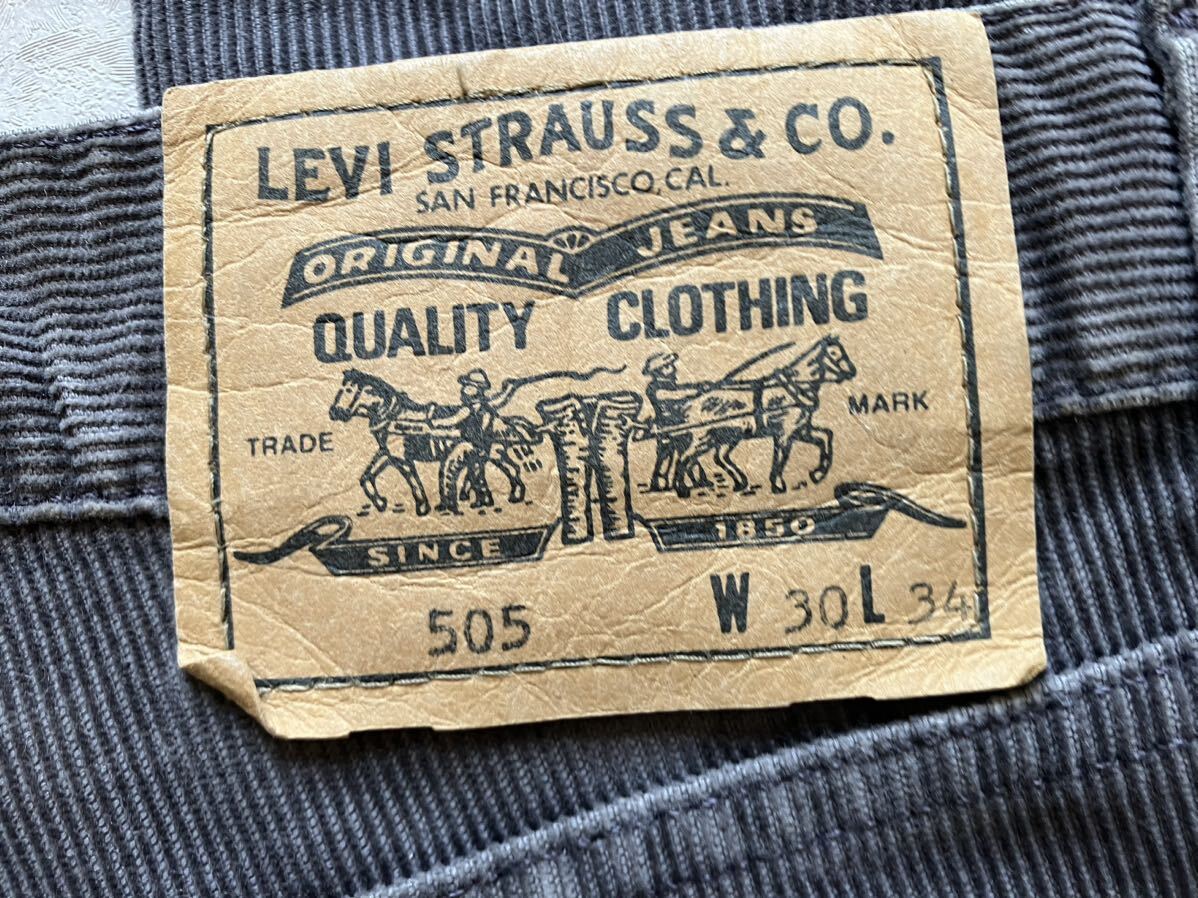 LEVI STRAUSS & CO.
SAN FRANCISCO, CAL.
ORIGINAL JEANS
QUALITY CLOTHING
TRADE MARK
SINCE 1850
505 W 30 L 34